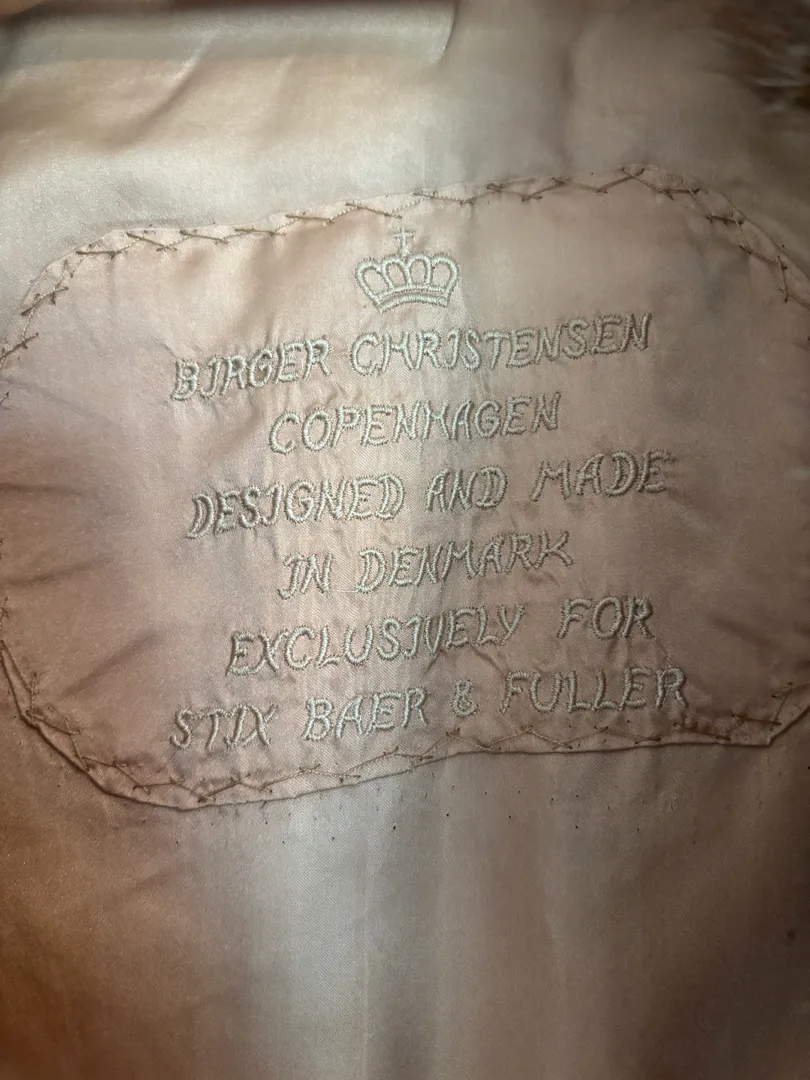 BIRGER CHRISTENSEN
COPENHAGEN
DESIGNED AND MADE
IN DENMARK
EXCLUSIVELY FOR
STIX BAER & FULLER